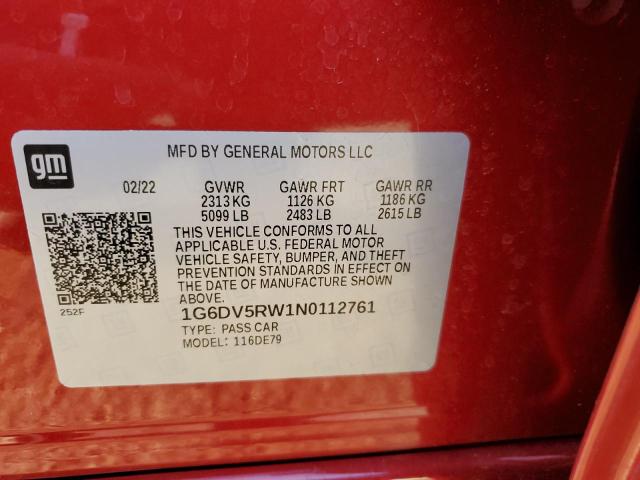 gm
MFD BY GENERAL MOTORS LLC
02/22 GVWR GAWR FRT GAWR RR
2313 KG 1126 KG 1186 KG
5099 LB 2483 LB 2615 LB
THIS VEHICLE CONFORMS TO ALL
APPLICABLE U.S. FEDERAL MOTOR
VEHICLE SAFETY, BUMPER, AND THEFT
PREVENTION STANDARDS IN EFFECT ON
THE DATE OF MANUFACTURE SHOWN
ABOVE.
252F
1G6DV5RW1N0112761
TYPE: PASS CAR
MODEL: 116DE79